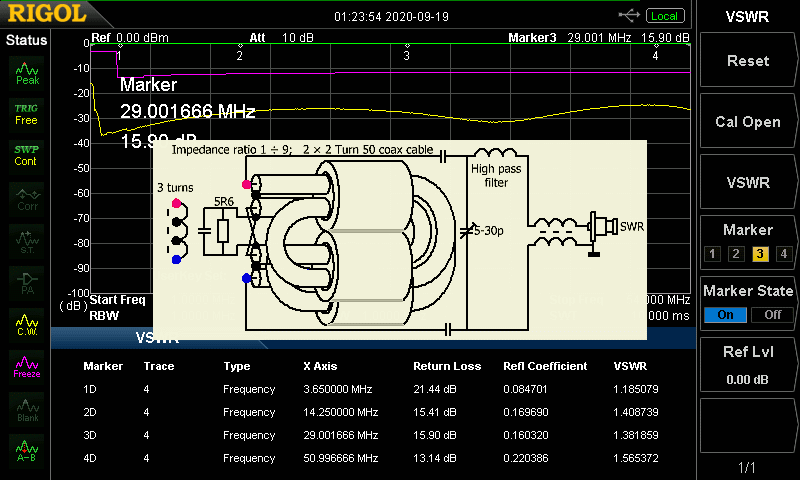 RIGOL
01:23:54 2020-09-19
Local
VSWR
Status
Ref 0.00 dBm
Att 10 dB
Marker3 29.001 MHz 15.90 dB
Reset
Peak
TRIG
Free
SWP
Cont
Corr
S.T.
PA
C.W.
Freeze
Blank
A-B
0
-10
-20
-30
-40
-50
-60
-70
-80
-90
-100
(dB)
1
2
3
4
Marker
29.001666 MHz
15.90 dB
Impedance ratio 1 ÷ 9; 2 × 2 Turn 50 coax cable
High pass
filter
3 turns
5R6
5-30p
SWR
Start Freq
MHz
RBW
ms
Cal Open
VSWR
Marker
1 2 3 4
Marker State
On Off
Ref Lvl
0.00 dB
1/1
VSWR
Marker Trace Type X Axis Return Loss Refl Coefficient VSWR
1D 4 Frequency 3.650000 MHz 21.44 dB 0.084701 1.185079
2D 4 Frequency 14.250000 MHz 15.41 dB 0.169690 1.408739
3D 4 Frequency 29.001666 MHz 15.90 dB 0.160320 1.381859
4D 4 Frequency 50.996666 MHz 13.14 dB 0.220386 1.565372